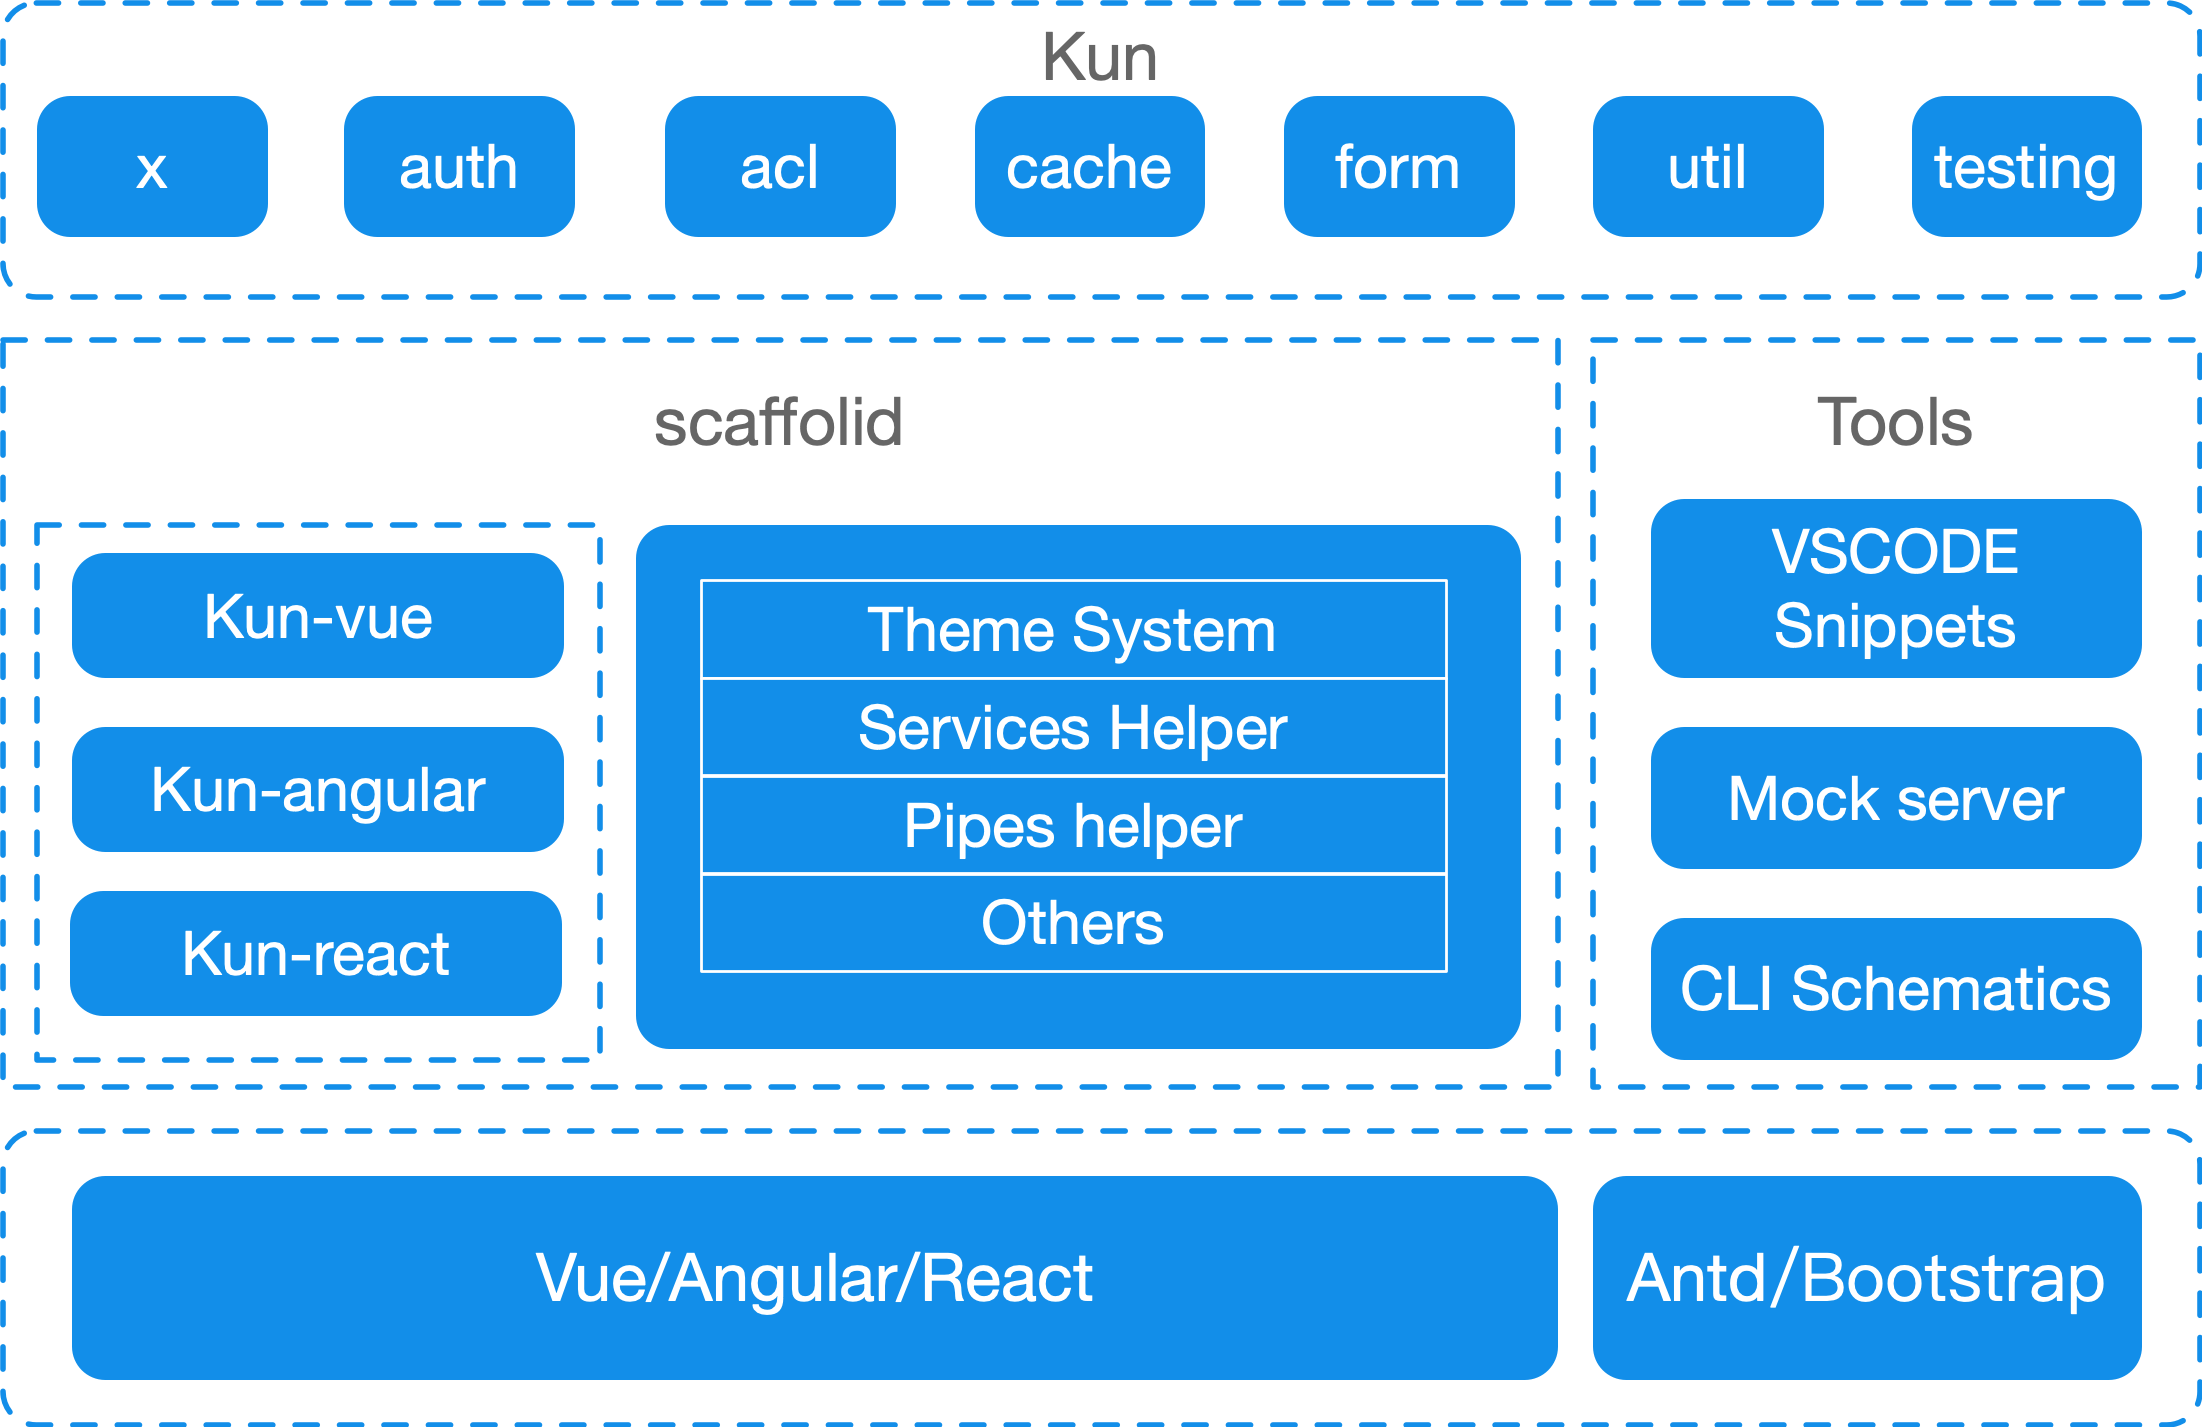 Kun
x
auth
acl
cache
form
util
testing
scaffolid
Kun-vue
Kun-angular
Kun-react
Theme System
Services Helper
Pipes helper
Others
Tools
VSCODE
Snippets
Mock server
CLI Schematics
Vue/Angular/React
Antd/Bootstrap